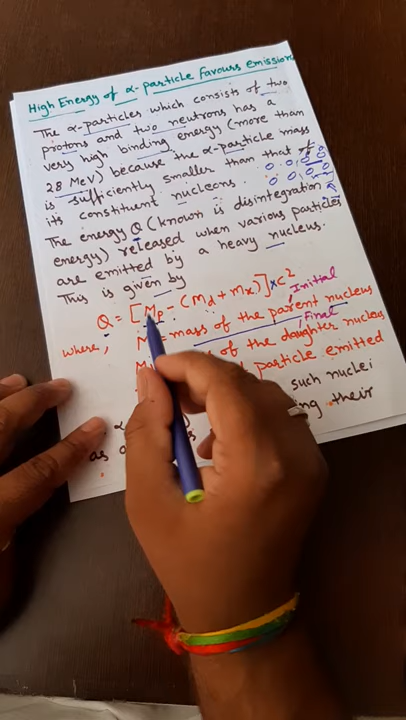 High Energy of α-particle favours emission
The α-particles which consists of two
protons and two neutrons has a
very high binding energy (more than
28 MeV) because the α-particle mass
is sufficiently smaller than that of
it's constituent nucleons.
The energy Q (known is disintegration
energy) released when various particles
are emitted by a heavy nucleus.
This is given by
Q = [Mp - (Md + Mx)] × c²
Initial
where, M = mass of the parent nucleus
Final
of the daughter nucleus
particle emitted
such nuclei
as their